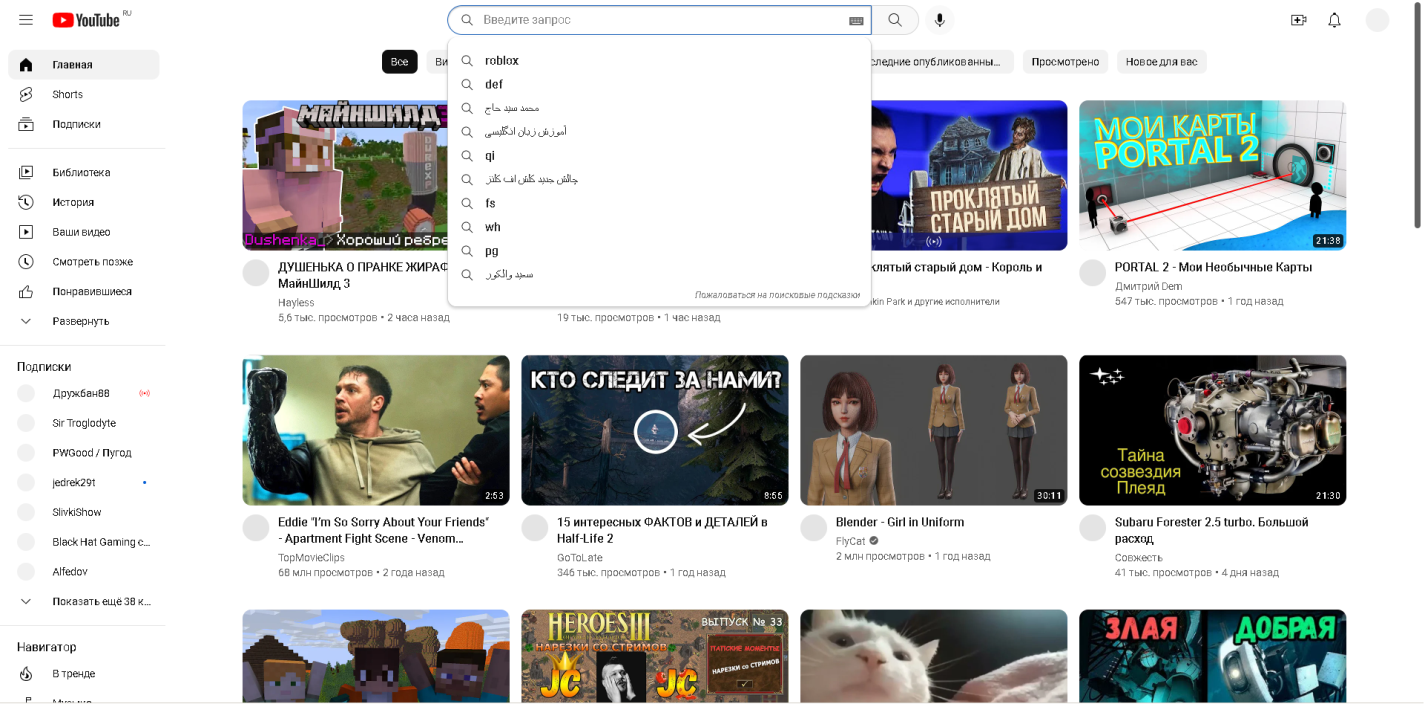 YouTube RU
Введите запрос
Главная
Shorts
Подписки
Библиотека
История
Ваши видео
Смотреть позже
Понравившиеся
Развернуть
Подписки
Дружбан88
Sir Troglodyte
PWGood / Пугод
jedrek29t
SlivkiShow
Black Hat Gaming c...
Alfedov
Показать ещё 38 к...
Навигатор
В тренде
Музыка
Все
Ви
следние опубликованны...
Просмотрено
Новое для вас
roblox
def
محمد سید حاج
آموزش زبان انگلیسی
qi
چالش جدید کلش اف کلنز
fs
wh
pg
سعید والکور
Пожаловаться на поисковые подсказки
МАЙНШИЛД3
DUREXP
Dushenka > Хороший ребре
ДУШЕНЬКА О ПРАНКЕ ЖИРАФ
МайнШилд 3
Hayless
5,6 тыс. просмотров • 2 часа назад
19 тыс. просмотров • 1 час назад
ПРОКЛЯТЫЙ
СТАРЫЙ ДОМ
клятый старый дом - Король и
kin Park и другие исполнители
МОИ КАРТЫ
PORTAL 2
21:38
PORTAL 2 - Мои Необычные Карты
Дмитрий Dem
547 тыс. просмотров • 1 год назад
2:53
Eddie "I’m So Sorry About Your Friends"
- Apartment Fight Scene - Venom...
TopMovieClips
68 млн просмотров • 2 года назад
КТО СЛЕДИТ ЗА НАМИ?
8:55
15 интересных ФАКТОВ и ДЕТАЛЕЙ в
Half-Life 2
GoToLate
346 тыс. просмотров • 1 год назад
30:11
Blender - Girl in Uniform
FlyCat
2 млн просмотров • 1 год назад
Тайна
созвездия
Плеяд
21:30
Subaru Forester 2.5 turbo. Большой
расход
Совжесть
41 тыс. просмотров • 4 дня назад
HEROES III
ВЫПУСК № 33
НАРЕЗКИ СО СТРИМОВ
JC
JC
НАРЕЗКИ СО СТРИМОВ
ЗЛАЯ
ДОБРАЯ